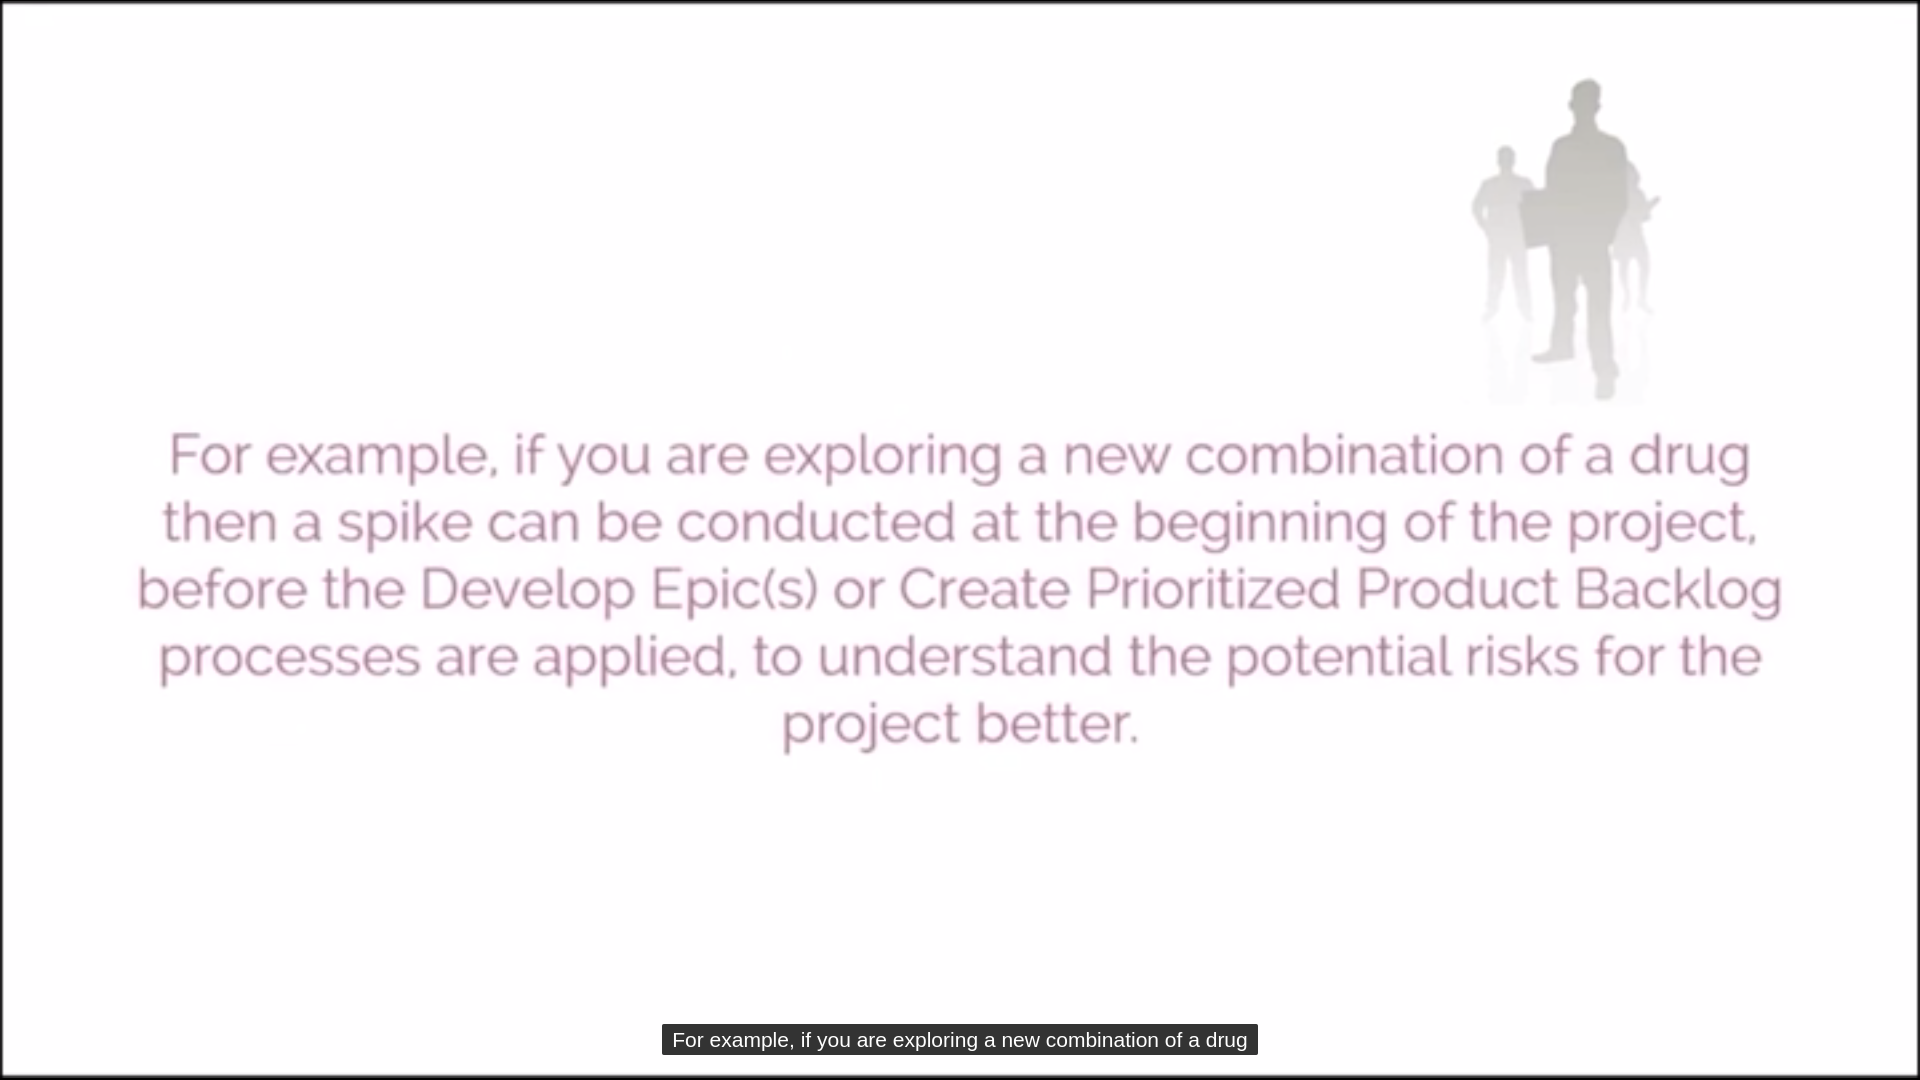 For example, if you are exploring a new combination of a drug
then a spike can be conducted at the beginning of the project,
before the Develop Epic(s) or Create Prioritized Product Backlog
processes are applied, to understand the potential risks for the
project better.
For example, if you are exploring a new combination of a drug